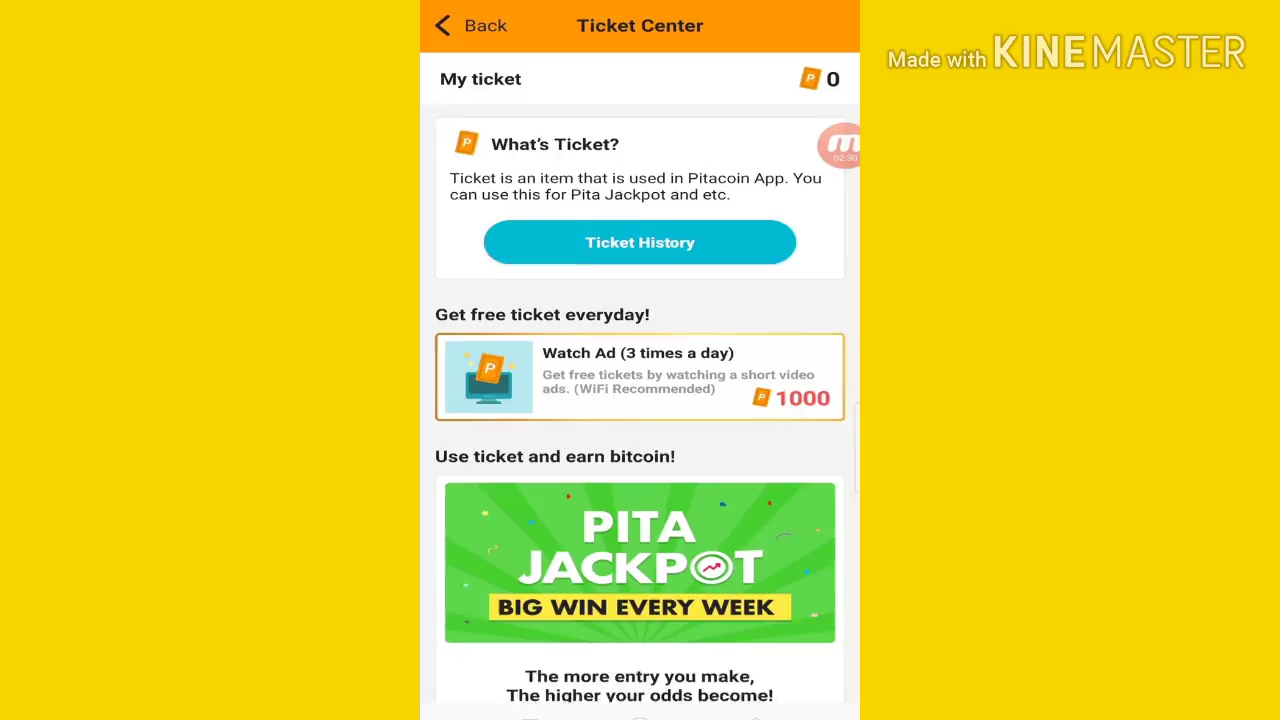 Back
Ticket Center
Made with KINEMASTER
My ticket
P 0
P What's Ticket?
02:30
Ticket is an item that is used in Pitacoin App. You
can use this for Pita Jackpot and etc.
Ticket History
Get free ticket everyday!
P
Watch Ad (3 times a day)
Get free tickets by watching a short video
ads. (WiFi Recommended)
P 1000
Use ticket and earn bitcoin!
PITA
JACKPOT
BIG WIN EVERY WEEK
The more entry you make,
The higher your odds become!